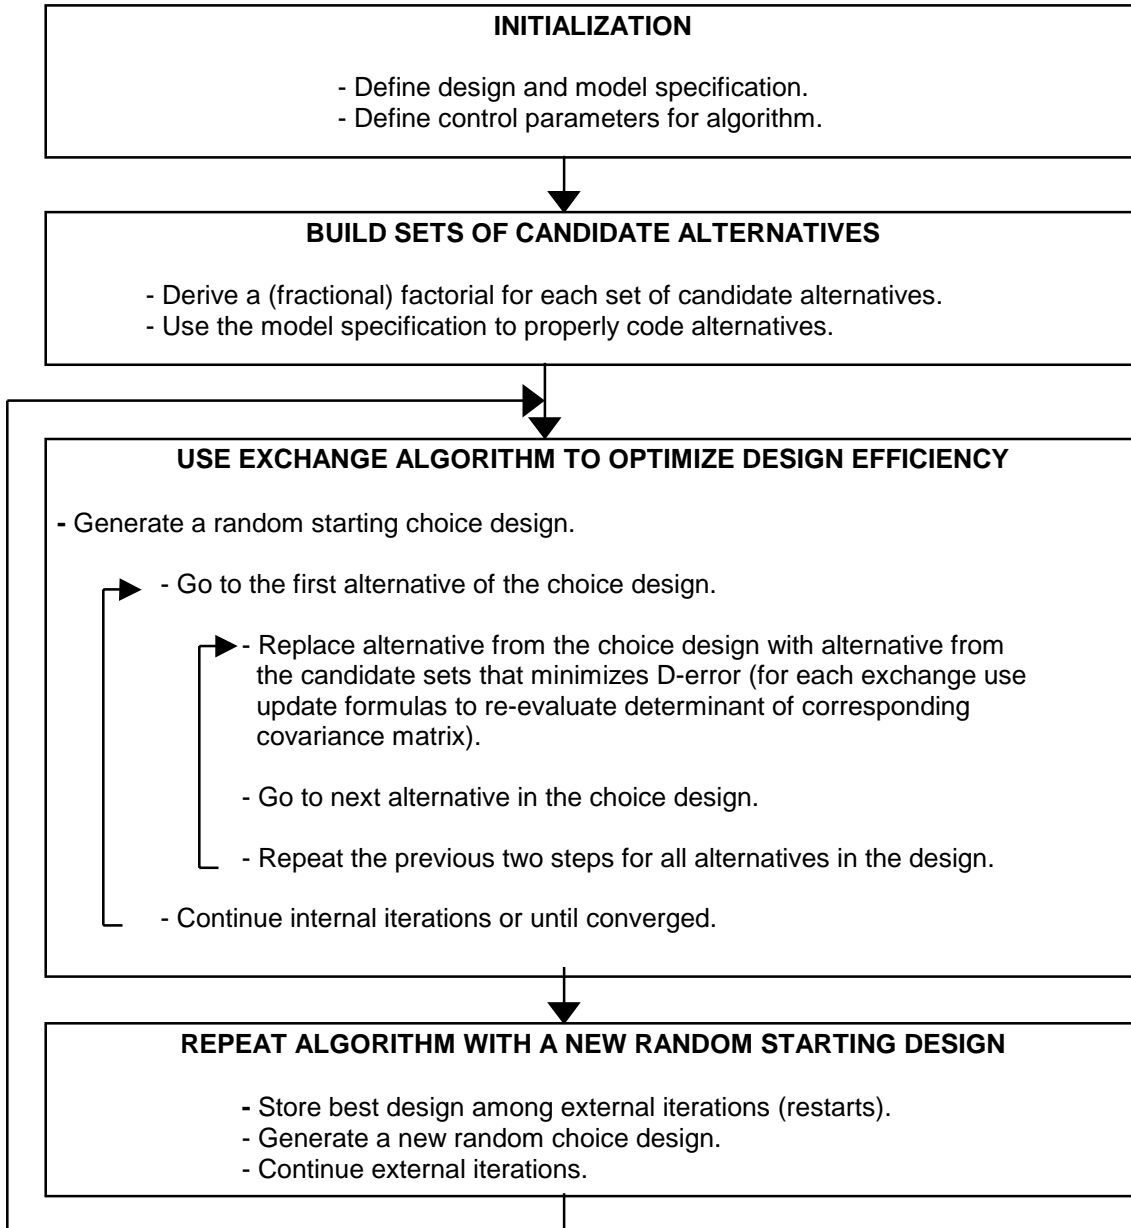 INITIALIZATION
- Define design and model specification.
- Define control parameters for algorithm.
BUILD SETS OF CANDIDATE ALTERNATIVES
- Derive a (fractional) factorial for each set of candidate alternatives.
- Use the model specification to properly code alternatives.
USE EXCHANGE ALGORITHM TO OPTIMIZE DESIGN EFFICIENCY
- Generate a random starting choice design.
- Go to the first alternative of the choice design.
- Replace alternative from the choice design with alternative from
the candidate sets that minimizes D-error (for each exchange use
update formulas to re-evaluate determinant of corresponding
covariance matrix).
- Go to next alternative in the choice design.
- Repeat the previous two steps for all alternatives in the design.
- Continue internal iterations or until converged.
REPEAT ALGORITHM WITH A NEW RANDOM STARTING DESIGN
- Store best design among external iterations (restarts).
- Generate a new random choice design.
- Continue external iterations.